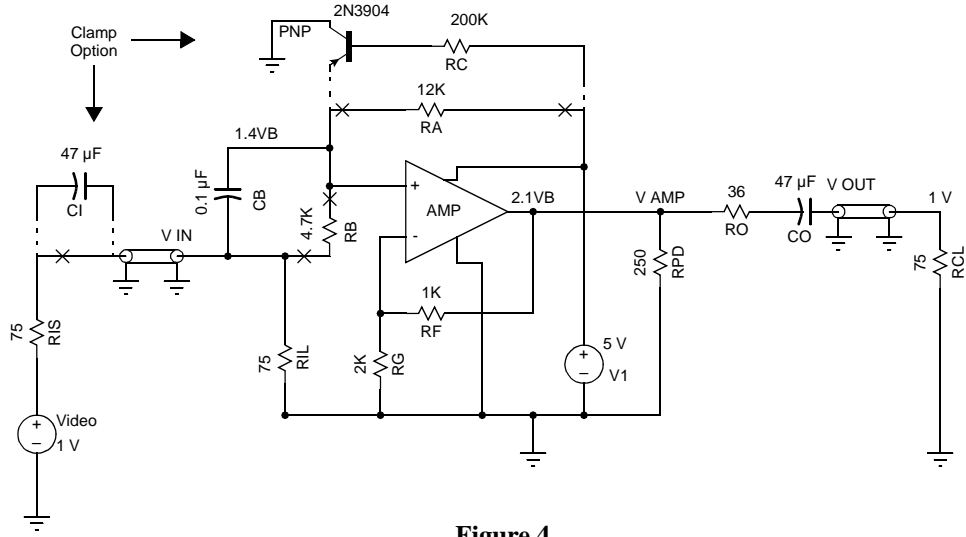 2N3904
PNP
200K
RC
Clamp
Option
12K
RA
1.4VB
47 µF
CI
0.1 µF
CB
4.7K
RB
+
AMP
-
2.1VB
V AMP
36
RO
47 µF
CO
V OUT
1 V
V IN
75
RIS
75
RIL
1K
RF
2K
RG
250
RPD
75
RCL
5 V
+
−
V1
Video
+
−
1 V
Figure 4